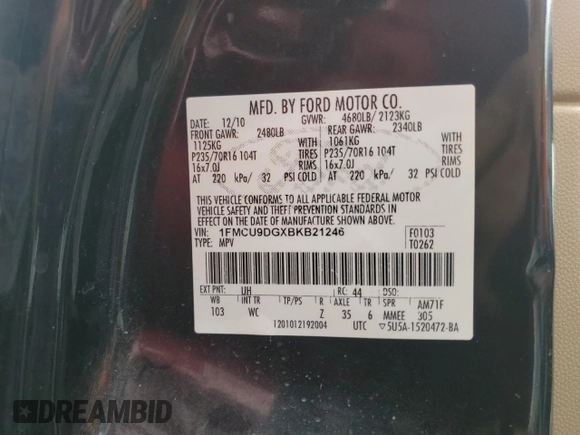 MFD. BY FORD MOTOR CO.
DATE: 12/10 GVWR: 4680LB/ 2123KG
FRONT GAWR: 2480LB REAR GAWR: 2340LB
1125KG WITH 1061KG WITH
P235/70R16 104T TIRES P235/70R16 104T TIRES
16x7.0J RIMS 16x7.0J RIMS
AT 220 kPa/ 32 PSI COLD AT 220 kPa/ 32 PSI COLD
THIS VEHICLE CONFORMS TO ALL APPLICABLE FEDERAL MOTOR
VEHICLE SAFETY AND THEFT PREVENTION STANDARDS IN
EFFECT ON THE DATE OF MANUFACTURE SHOWN ABOVE.
VIN: 1FMCU9DGXBKB21246 F0103
TYPE: MPV T0262
EXT PNT: UH RC: 44 DSO:
WB INT TR TP/PS R AXLE TR SPR AM71F
103 WC Z 35 6 MMEE 305
1201012192004 UTC ▽5U5A-1520472-BA
DREAMBID